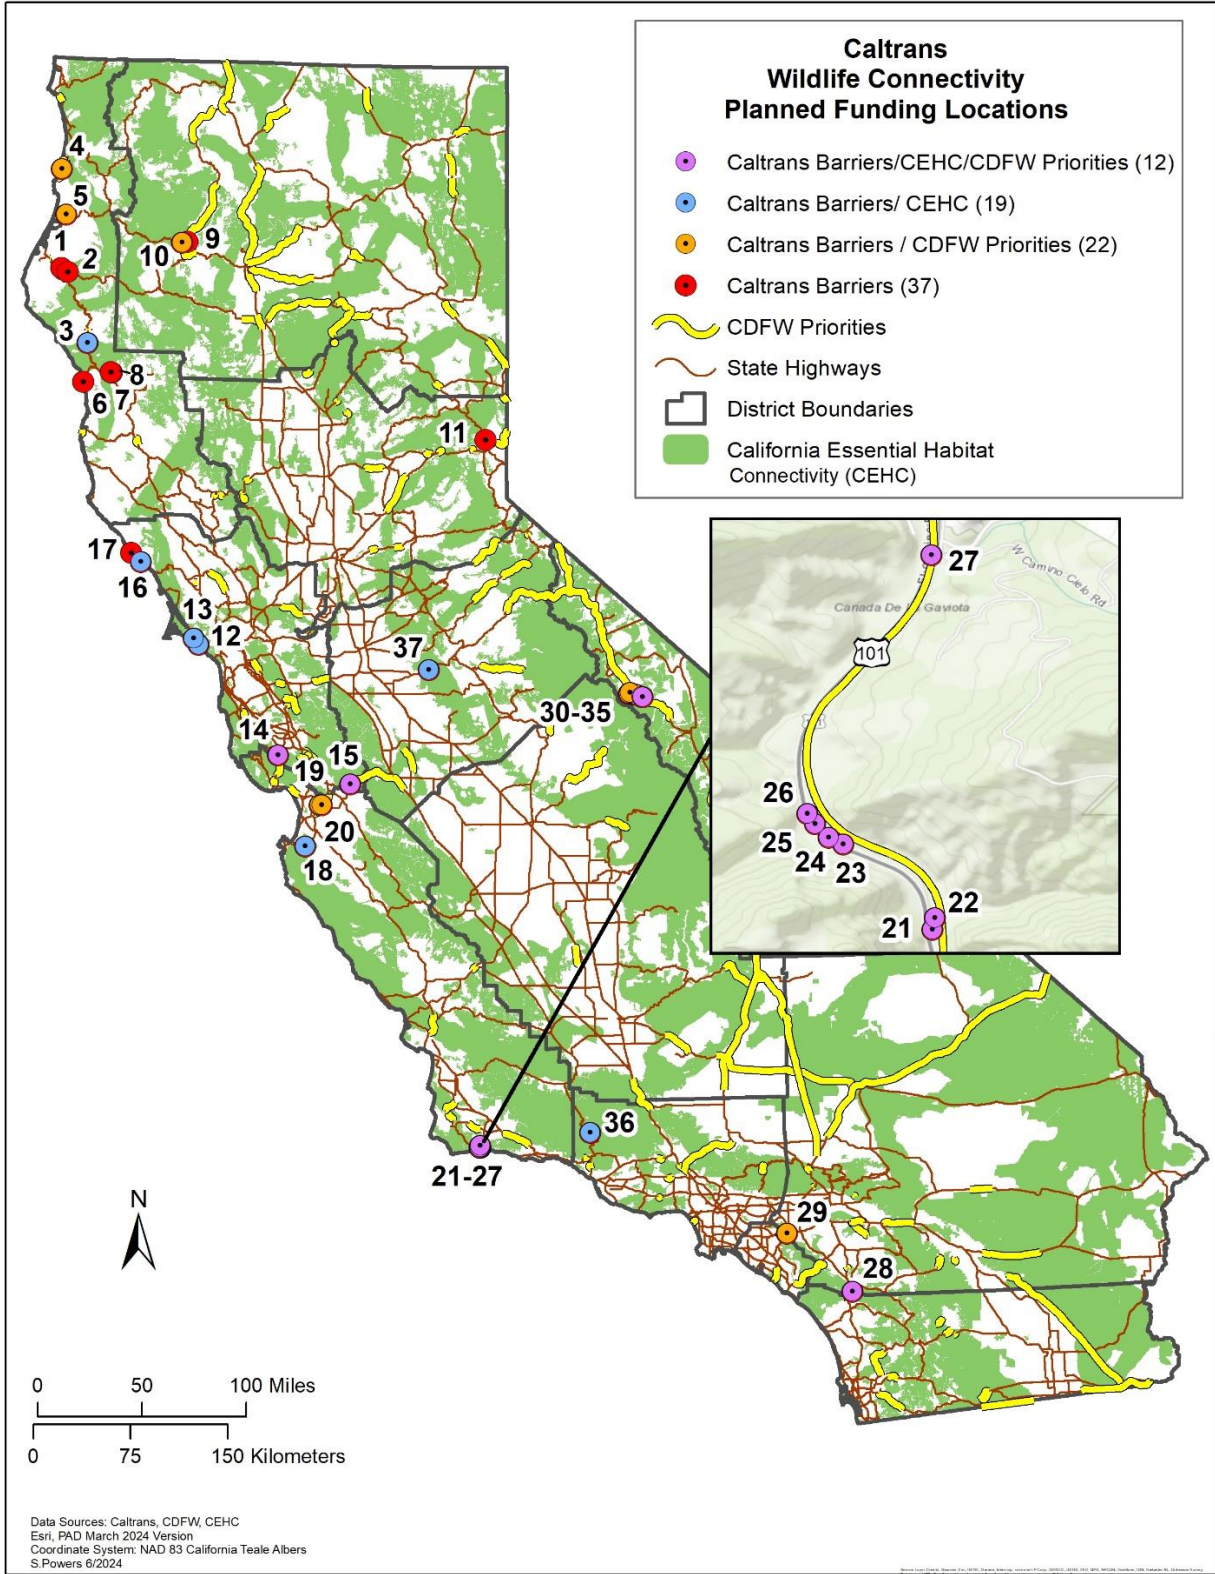 Caltrans
Wildlife Connectivity
Planned Funding Locations
Caltrans Barriers/CEHC/CDFW Priorities (12)
Caltrans Barriers/ CEHC (19)
Caltrans Barriers / CDFW Priorities (22)
Caltrans Barriers (37)
CDFW Priorities
State Highways
District Boundaries
California Essential Habitat
Connectivity (CEHC)
4
5
1
2
9
10
3
8
6
7
11
17
16
13
12
37
30-35
14
15
19
20
18
27
W Camino Cielo Rd
Canada De La Gaviota
101
26
25
24
23
22
21
36
21-27
29
28
N
0 50 100 Miles
0 75 150 Kilometers
Data Sources: Caltrans, CDFW, CEHC
Esri, PAD March 2024 Version
Coordinate System: NAD 83 California Teale Albers
S.Powers 6/2024